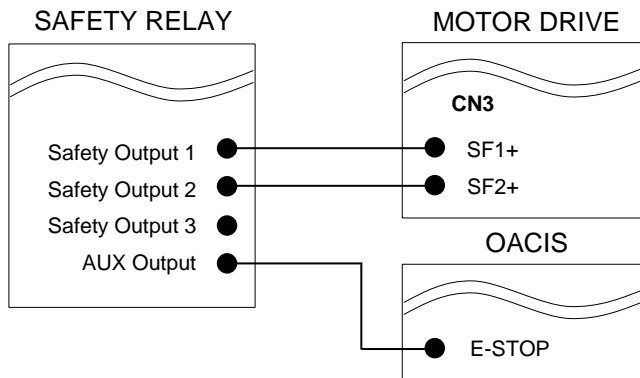 SAFETY RELAY
Safety Output 1
Safety Output 2
Safety Output 3
AUX Output
MOTOR DRIVE
CN3
SF1+
SF2+
OACIS
E-STOP